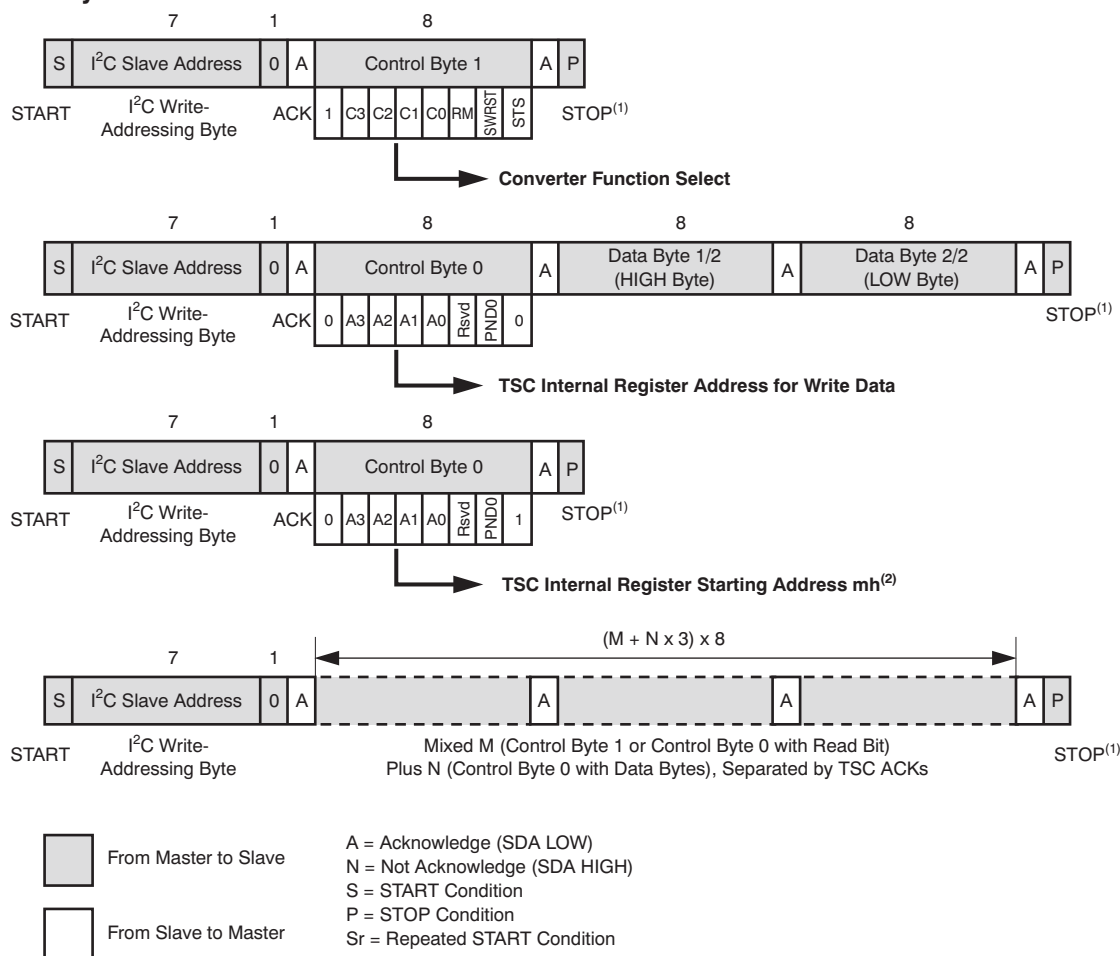 7 1 8
S I²C Slave Address 0 A Control Byte 1 A P
START I²C Write-Addressing Byte ACK 1 C3 C2 C1 C0 RM SWRST STS STOP(1)
Converter Function Select
7 1 8 8 8
S I²C Slave Address 0 A Control Byte 0 A Data Byte 1/2 (HIGH Byte) A Data Byte 2/2 (LOW Byte) A P
START I²C Write-Addressing Byte ACK 0 A3 A2 A1 A0 Rsvd PND0 0 STOP(1)
TSC Internal Register Address for Write Data
7 1 8
S I²C Slave Address 0 A Control Byte 0 A P
START I²C Write-Addressing Byte ACK 0 A3 A2 A1 A0 Rsvd PND0 1 STOP(1)
TSC Internal Register Starting Address mh(2)
(M + N x 3) x 8
7 1
S I²C Slave Address 0 A A A A P
START I²C Write-Addressing Byte STOP(1)
Mixed M (Control Byte 1 or Control Byte 0 with Read Bit)
Plus N (Control Byte 0 with Data Bytes), Separated by TSC ACKs
From Master to Slave
From Slave to Master
A = Acknowledge (SDA LOW)
N = Not Acknowledge (SDA HIGH)
S = START Condition
P = STOP Condition
Sr = Repeated START Condition